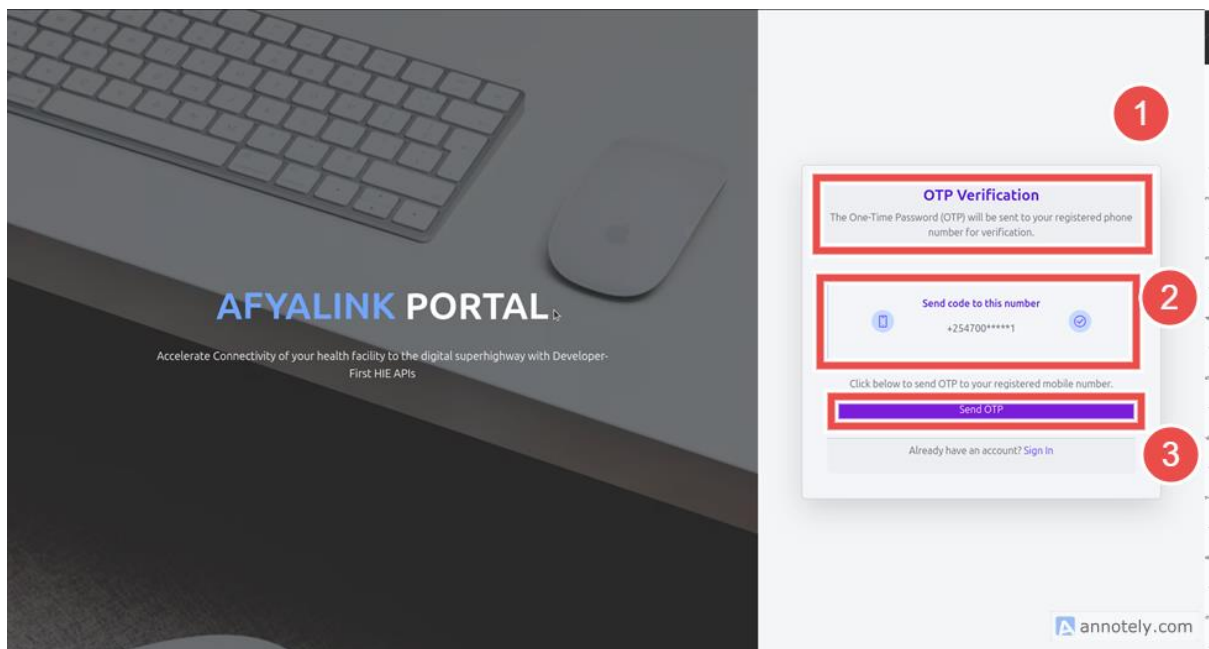 AFYALINK PORTAL
Accelerate Connectivity of your health facility to the digital superhighway with Developer-
First HIE APIs
1
OTP Verification
The One-Time Password (OTP) will be sent to your registered phone
number for verification.
2
Send code to this number
+254700*****1
Click below to send OTP to your registered mobile number.
Send OTP
3
Already have an account? Sign In
annotely.com